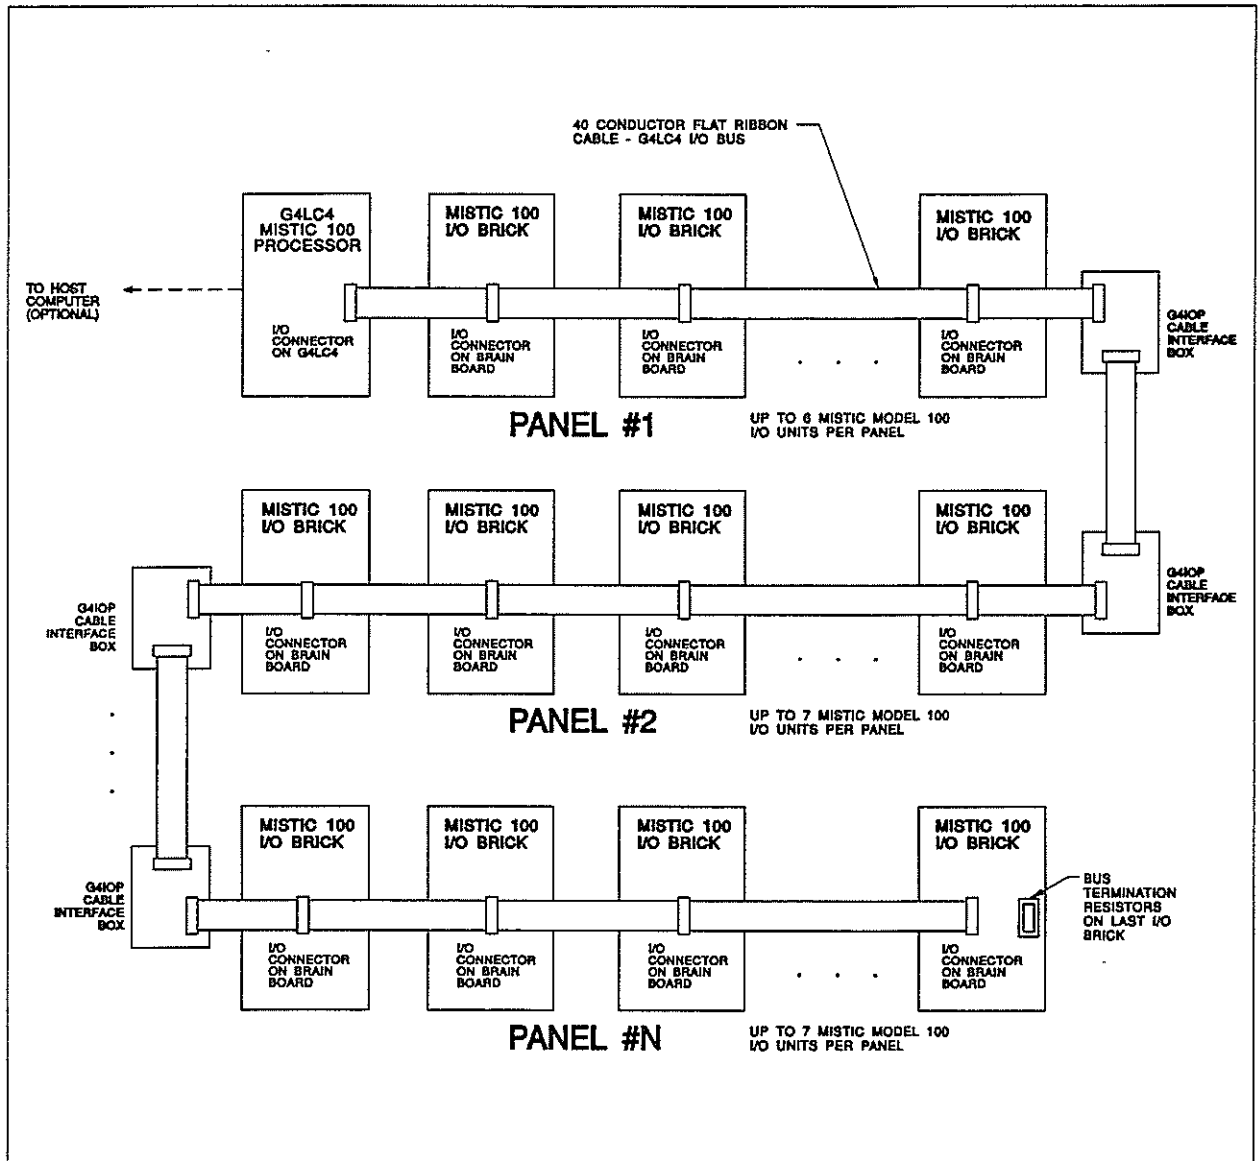 40 CONDUCTOR FLAT RIBBON
CABLE - G4LC4 I/O BUS
G4LC4
MISTIC 100
PROCESSOR
MISTIC 100
I/O BRICK
MISTIC 100
I/O BRICK
MISTIC 100
I/O BRICK
TO HOST
COMPUTER
(OPTIONAL)
I/O
CONNECTOR
ON G4LC4
I/O
CONNECTOR
ON BRAIN
BOARD
I/O
CONNECTOR
ON BRAIN
BOARD
. . .
I/O
CONNECTOR
ON BRAIN
BOARD
G4IOP
CABLE
INTERFACE
BOX
PANEL #1
UP TO 6 MISTIC MODEL 100
I/O UNITS PER PANEL
MISTIC 100
I/O BRICK
MISTIC 100
I/O BRICK
MISTIC 100
I/O BRICK
MISTIC 100
I/O BRICK
G4IOP
CABLE
INTERFACE
BOX
G4IOP
CABLE
INTERFACE
BOX
I/O
CONNECTOR
ON BRAIN
BOARD
I/O
CONNECTOR
ON BRAIN
BOARD
I/O
CONNECTOR
ON BRAIN
BOARD
. . .
I/O
CONNECTOR
ON BRAIN
BOARD
PANEL #2
UP TO 7 MISTIC MODEL 100
I/O UNITS PER PANEL
MISTIC 100
I/O BRICK
MISTIC 100
I/O BRICK
MISTIC 100
I/O BRICK
MISTIC 100
I/O BRICK
G4IOP
CABLE
INTERFACE
BOX
BUS
TERMINATION
RESISTORS
ON LAST I/O
BRICK
I/O
CONNECTOR
ON BRAIN
BOARD
I/O
CONNECTOR
ON BRAIN
BOARD
I/O
CONNECTOR
ON BRAIN
BOARD
. . .
I/O
CONNECTOR
ON BRAIN
BOARD
PANEL #N
UP TO 7 MISTIC MODEL 100
I/O UNITS PER PANEL